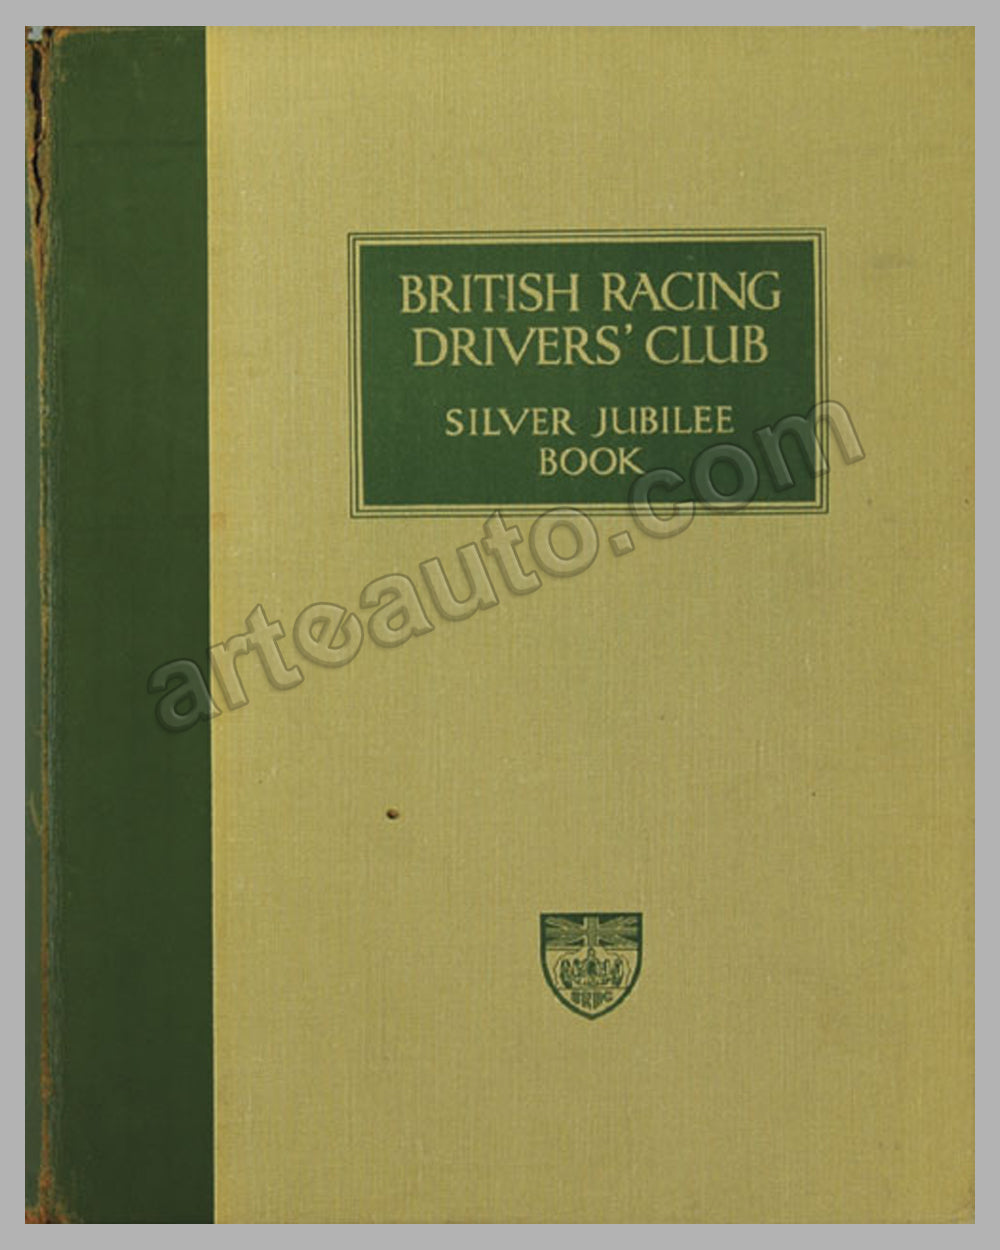 BRITISH RACING
DRIVERS' CLUB
SILVER JUBILEE
BOOK
arteauto.com
BRDC